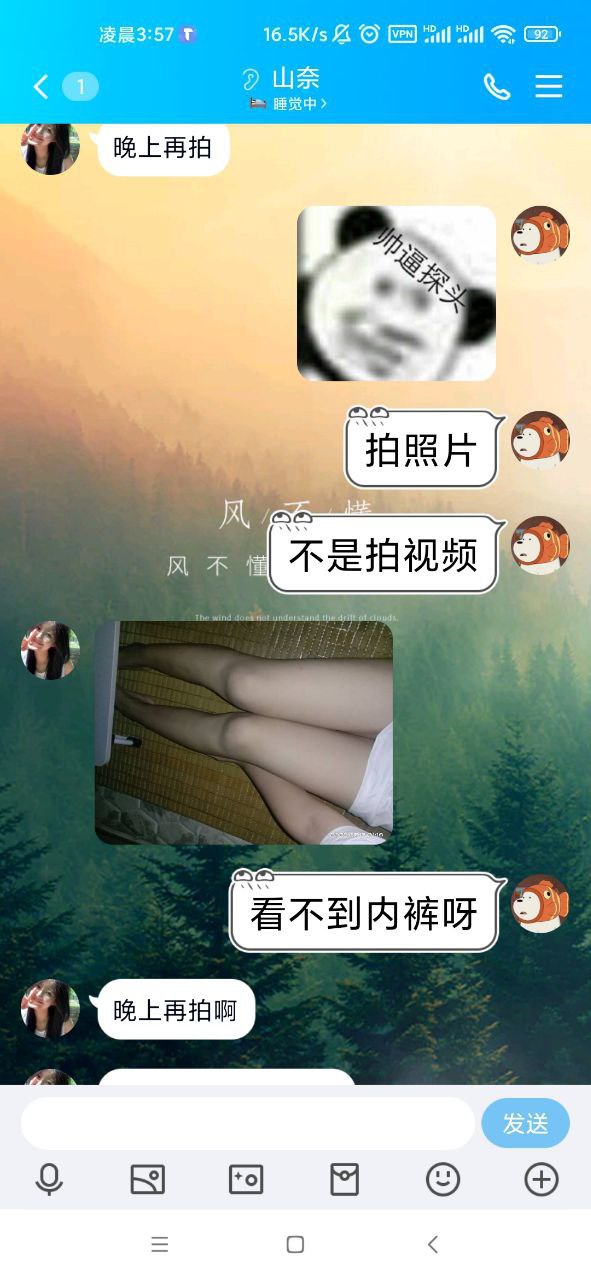 凌晨3:57
16.5K/s
VPN
HD
HD
92
1
山奈
睡觉中
晚上再拍
帅逼探头
拍照片
不是拍视频
风/不/懂
风不懂
The wind does not understand the drift of clouds.
看不到内裤呀
晚上再拍啊
发送